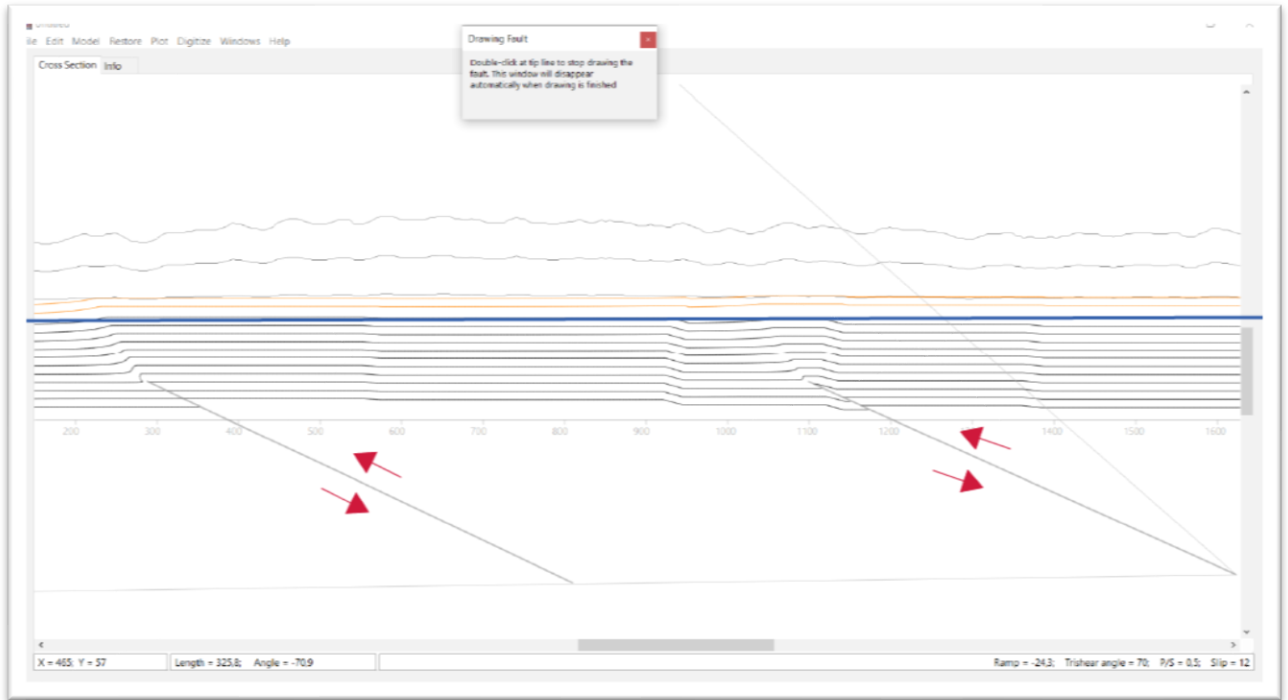 ile Edit Model Restore Plot Digitize Windows Help
Drawing Fault
Double-click at tip line to stop drawing the
fault. This window will disappear
automatically when drawing is finished
Cross Section Info
200 300 400 500 600 700 800 900 1000 1100 1200 1400 1500 1600
X = 465; Y = 57 Length = 325,8; Angle = -70,9 Ramp = -24,3; Trishear angle = 70; P/S = 0,5; Slip = 12